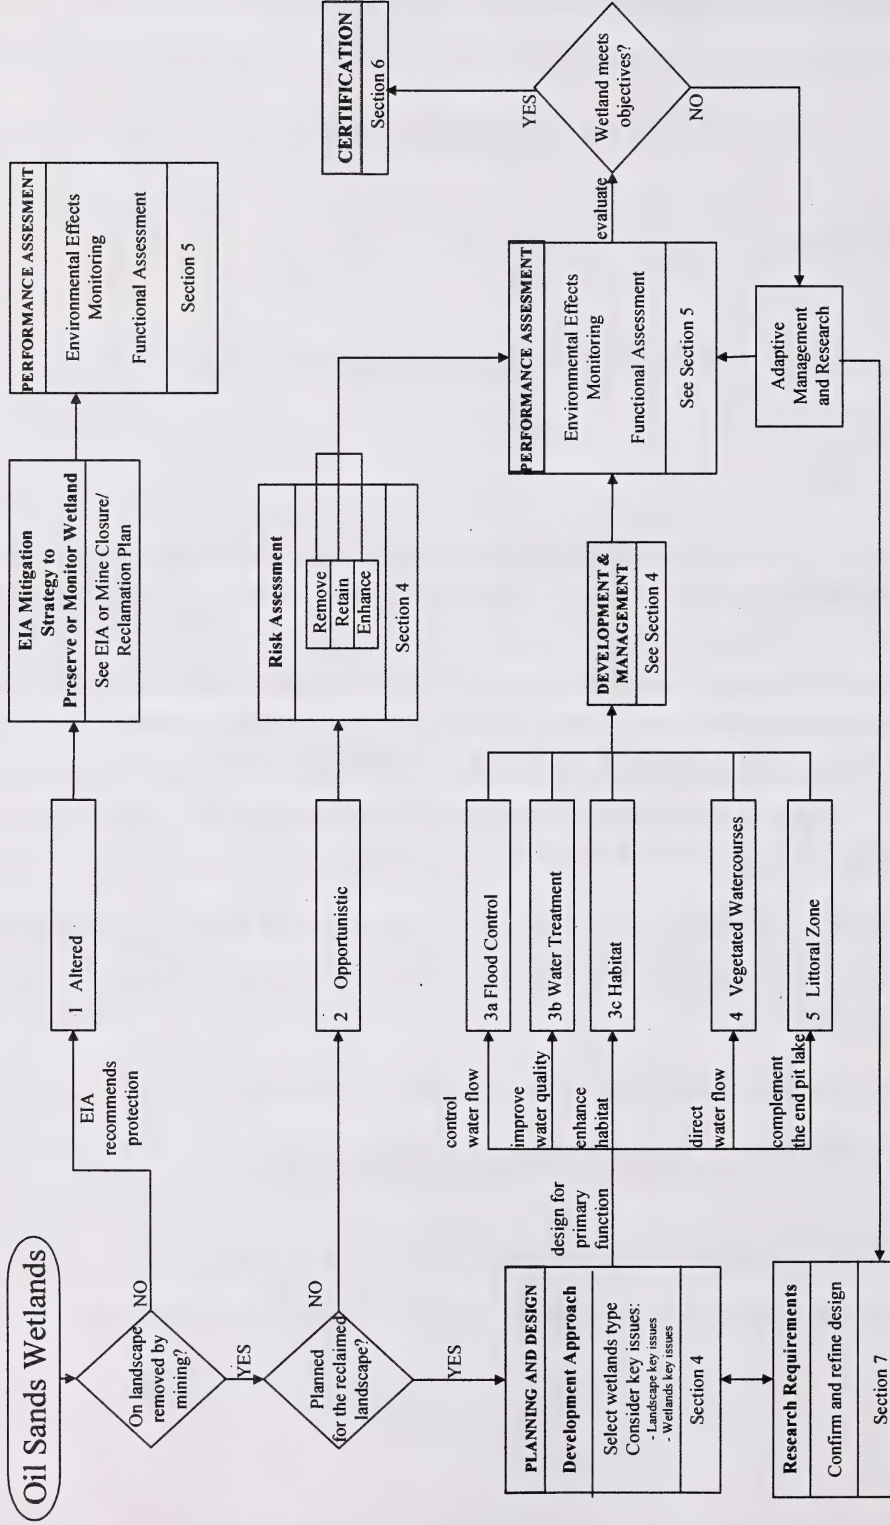 Oil Sands Wetlands
On landscape
removed by
mining?
NO
YES
EIA
recommends
protection
1 Altered
EIA Mitigation
Strategy to
Preserve or Monitor Wetland
See EIA or Mine Closure/
Reclamation Plan
PERFORMANCE ASSESMENT
Environmental Effects
Monitoring
Functional Assessment
Section 5
Planned
for the reclaimed
landscape?
NO
YES
2 Opportunistic
Risk Assessment
Remove
Retain
Enhance
Section 4
PLANNING AND DESIGN
Development Approach
Select wetlands type
Consider key issues:
- Landscape key issues
- Wetlands key issues
Section 4
design for
primary
function
control
water flow
improve
water quality
enhance
habitat
direct
water flow
complement
the end pit lake
3a Flood Control
3b Water Treatment
3c Habitat
4 Vegetated Watercourses
5 Littoral Zone
DEVELOPMENT &
MANAGEMENT
See Section 4
PERFORMANCE ASSESMENT
Environmental Effects
Monitoring
Functional Assessment
See Section 5
evaluate
Wetland meets
objectives?
YES
NO
CERTIFICATION
Section 6
Adaptive
Management
and Research
Research Requirements
Confirm and refine design
Section 7